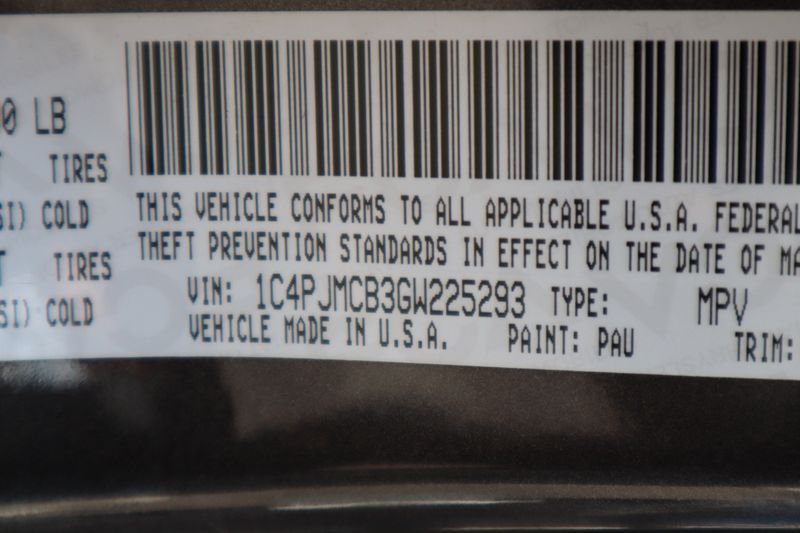 0 LB
TIRES
SI) COLD
TIRES
SI) COLD
THIS VEHICLE CONFORMS TO ALL APPLICABLE U.S.A. FEDERAL
THEFT PREVENTION STANDARDS IN EFFECT ON THE DATE OF MA
VIN: 1C4PJMCB3GW225293 TYPE: MPV
VEHICLE MADE IN U.S.A. PAINT: PAU TRIM: